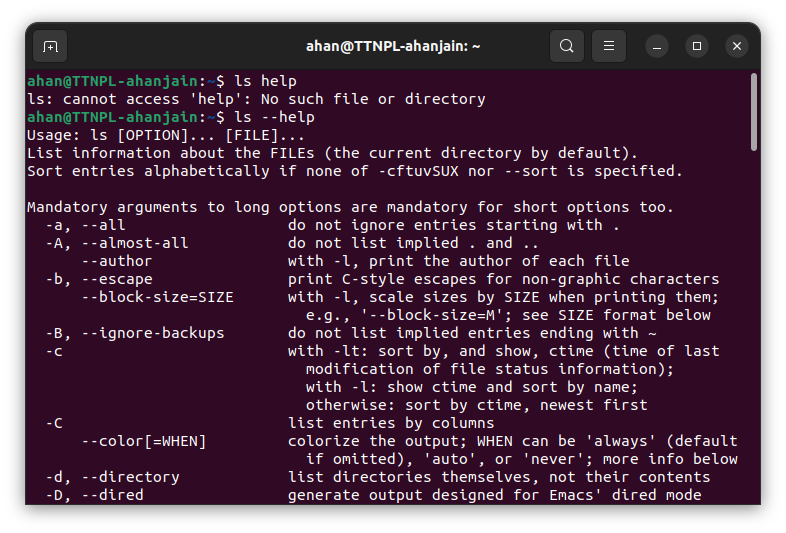 ahan@TTNPL-ahanjain: ~
ahan@TTNPL-ahanjain:~$ ls help
ls: cannot access 'help': No such file or directory
ahan@TTNPL-ahanjain:~$ ls --help
Usage: ls [OPTION]... [FILE]...
List information about the FILEs (the current directory by default).
Sort entries alphabetically if none of -cftuvSUX nor --sort is specified.

Mandatory arguments to long options are mandatory for short options too.
  -a, --all                  do not ignore entries starting with .
  -A, --almost-all           do not list implied . and ..
      --author               with -l, print the author of each file
  -b, --escape               print C-style escapes for non-graphic characters
      --block-size=SIZE      with -l, scale sizes by SIZE when printing them;
                               e.g., '--block-size=M'; see SIZE format below
  -B, --ignore-backups       do not list implied entries ending with ~
  -c                         with -lt: sort by, and show, ctime (time of last
                               modification of file status information);
                               with -l: show ctime and sort by name;
                               otherwise: sort by ctime, newest first
  -C                         list entries by columns
      --color[=WHEN]         colorize the output; WHEN can be 'always' (default
                               if omitted), 'auto', or 'never'; more info below
  -d, --directory            list directories themselves, not their contents
  -D, --dired                generate output designed for Emacs' dired mode